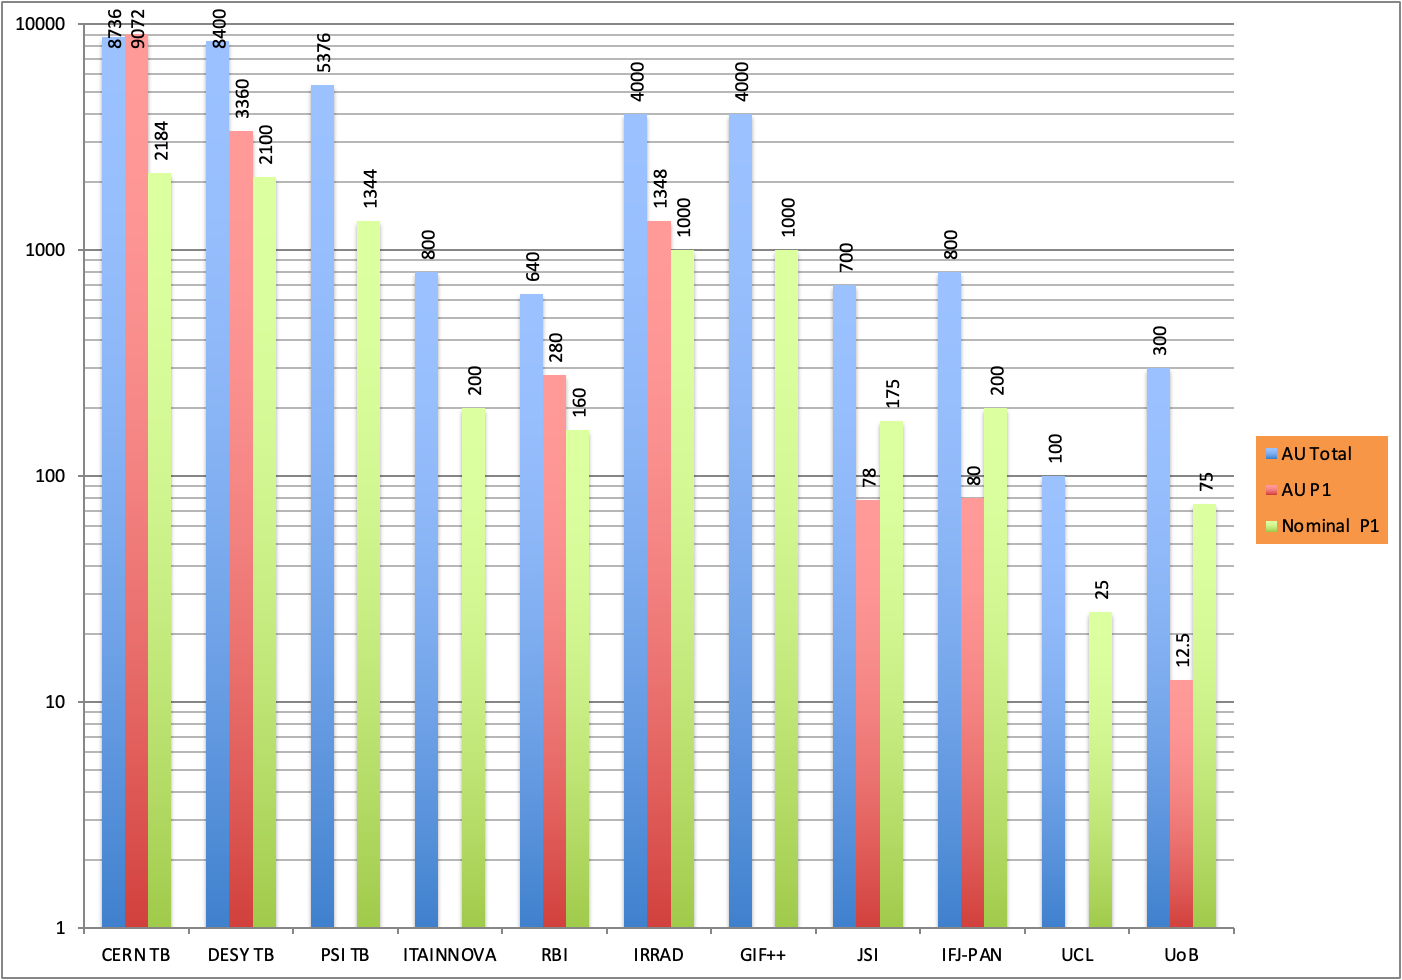 10000
1000
100
10
1
8736
9072
2184
8400
3360
2100
5376
1344
800
200
640
280
160
4000
1348
1000
4000
1000
700
78
175
800
80
200
100
25
300
12.5
75
CERN TB
DESY TB
PSI TB
ITAINNOVA
RBI
IRRAD
GIF++
JSI
IFJ-PAN
UCL
UoB
AU Total
AU P1
Nominal P1